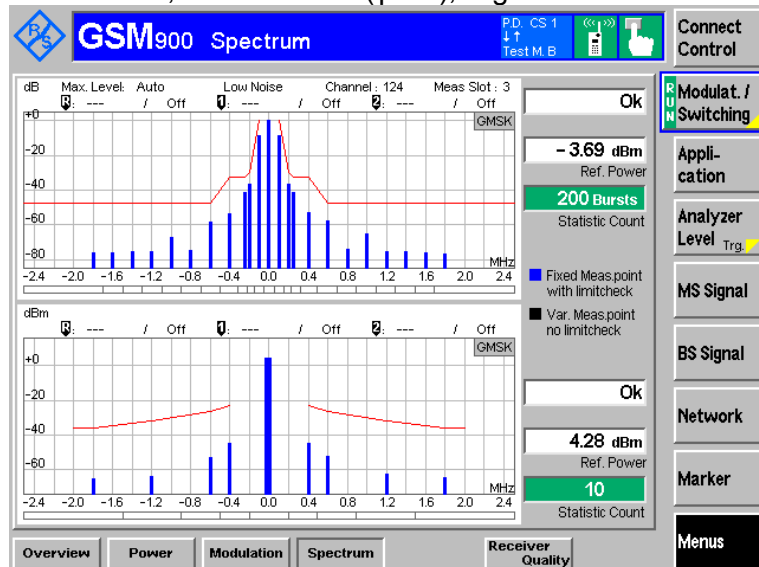 GSM900 Spectrum
P.D. CS 1
Test M. B
Connect Control
RUN
Modulat. / Switching
Appli-cation
Analyzer Level Trg.
MS Signal
BS Signal
Network
Marker
Menus
dB Max. Level: Auto Low Noise Channel : 124 Meas Slot : 3
R: --- / Off 1: --- / Off 2: --- / Off
GMSK
+0
-20
-40
-60
-80
MHz
-2.4 -2.0 -1.6 -1.2 -0.8 -0.4 0.0 0.4 0.8 1.2 1.6 2.0 2.4
Ok
- 3.69 dBm
Ref. Power
200 Bursts
Statistic Count
Fixed Meas.point
with limitcheck
Var. Meas.point
no limitcheck
dBm
R: --- / Off 1: --- / Off 2: --- / Off
GMSK
+0
-20
-40
-60
MHz
-2.4 -2.0 -1.6 -1.2 -0.8 -0.4 0.0 0.4 0.8 1.2 1.6 2.0 2.4
Ok
4.28 dBm
Ref. Power
10
Statistic Count
Overview Power Modulation Spectrum Receiver Quality